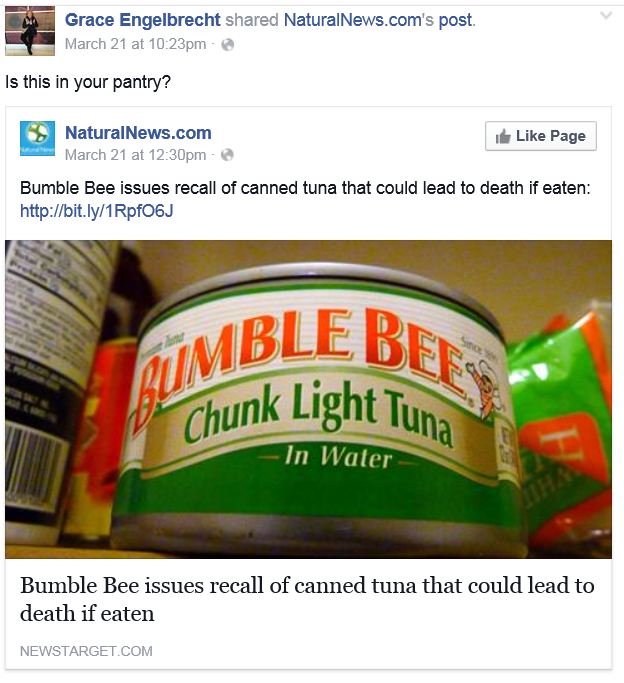 Grace Engelbrecht shared NaturalNews.com's post.
March 21 at 10:23pm ·
Is this in your pantry?
NaturalNews.com
March 21 at 12:30pm ·
Like Page
Bumble Bee issues recall of canned tuna that could lead to death if eaten:
http://bit.ly/1RpfO6J
BUMBLE BEE
Chunk Light Tuna
In Water
Bumble Bee issues recall of canned tuna that could lead to
death if eaten
NEWSTARGET.COM